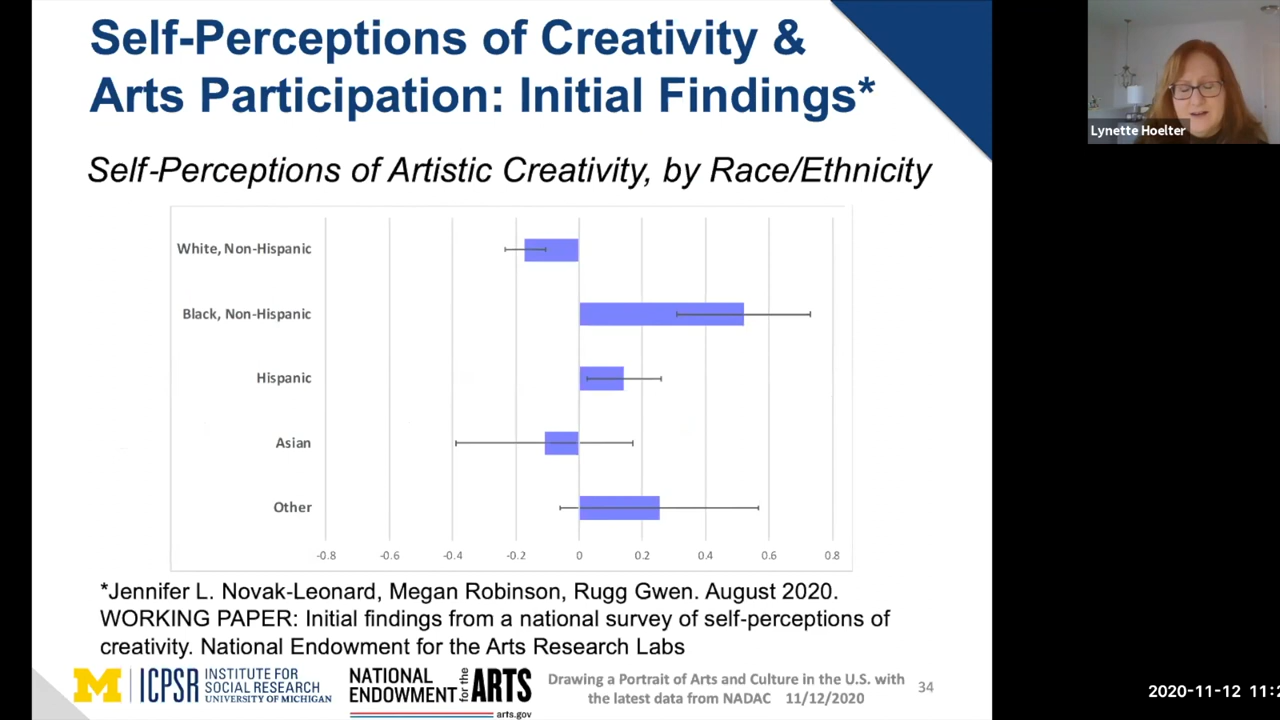 Self-Perceptions of Creativity &
Arts Participation: Initial Findings*
Lynette Hoelter
Self-Perceptions of Artistic Creativity, by Race/Ethnicity
White, Non-Hispanic
Black, Non-Hispanic
Hispanic
Asian
Other
-0.8 -0.6 -0.4 -0.2 0 0.2 0.4 0.6 0.8
*Jennifer L. Novak-Leonard, Megan Robinson, Rugg Gwen. August 2020.
WORKING PAPER: Initial findings from a national survey of self-perceptions of
creativity. National Endowment for the Arts Research Labs
M ICPSR INSTITUTE FOR
SOCIAL RESEARCH
UNIVERSITY OF MICHIGAN
NATIONAL
ENDOWMENT for the ARTS
arts.gov
Drawing a Portrait of Arts and Culture in the U.S. with
the latest data from NADAC 11/12/2020
34
2020-11-12 11:2